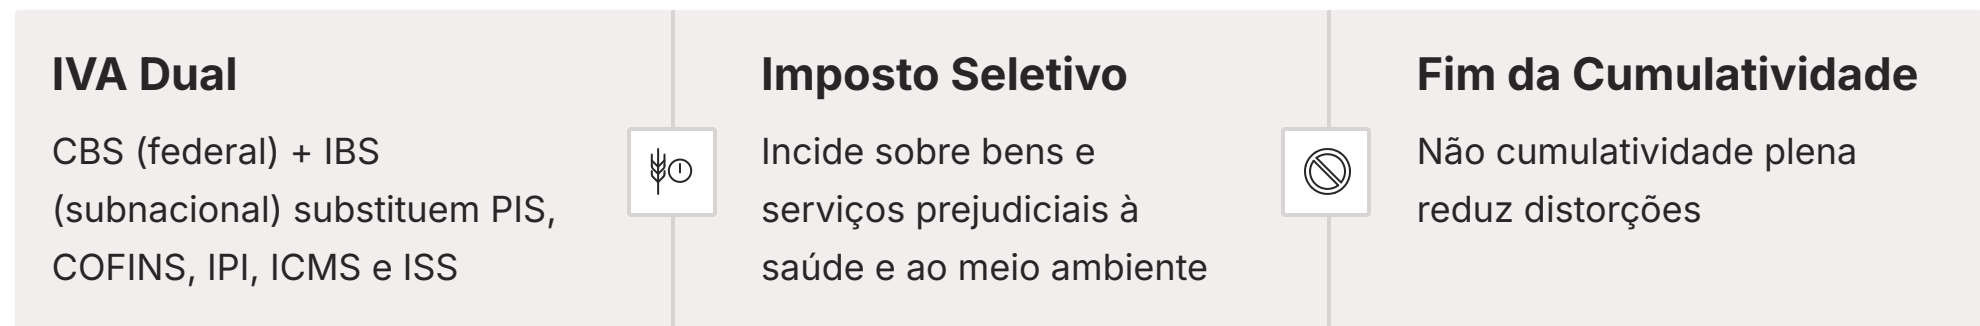 IVA Dual
CBS (federal) + IBS
(subnacional) substituem PIS,
COFINS, IPI, ICMS e ISS
Imposto Seletivo
Incide sobre bens e
serviços prejudiciais à
saúde e ao meio ambiente
Fim da Cumulatividade
Não cumulatividade plena
reduz distorções